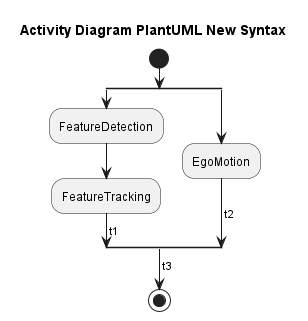 Activity Diagram PlantUML New Syntax
FeatureDetection
EgoMotion
FeatureTracking
t1
t2
t3